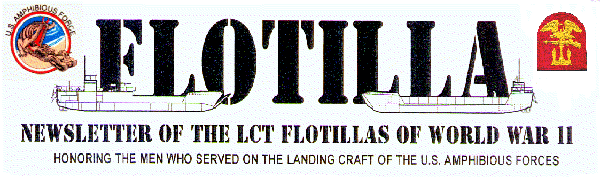 U.S. AMPHIBIOUS FORCE
FLOTILLA
NEWSLETTER OF THE LCT FLOTILLAS OF WORLD WAR II
HONORING THE MEN WHO SERVED ON THE LANDING CRAFT OF THE U.S. AMPHIBIOUS FORCES